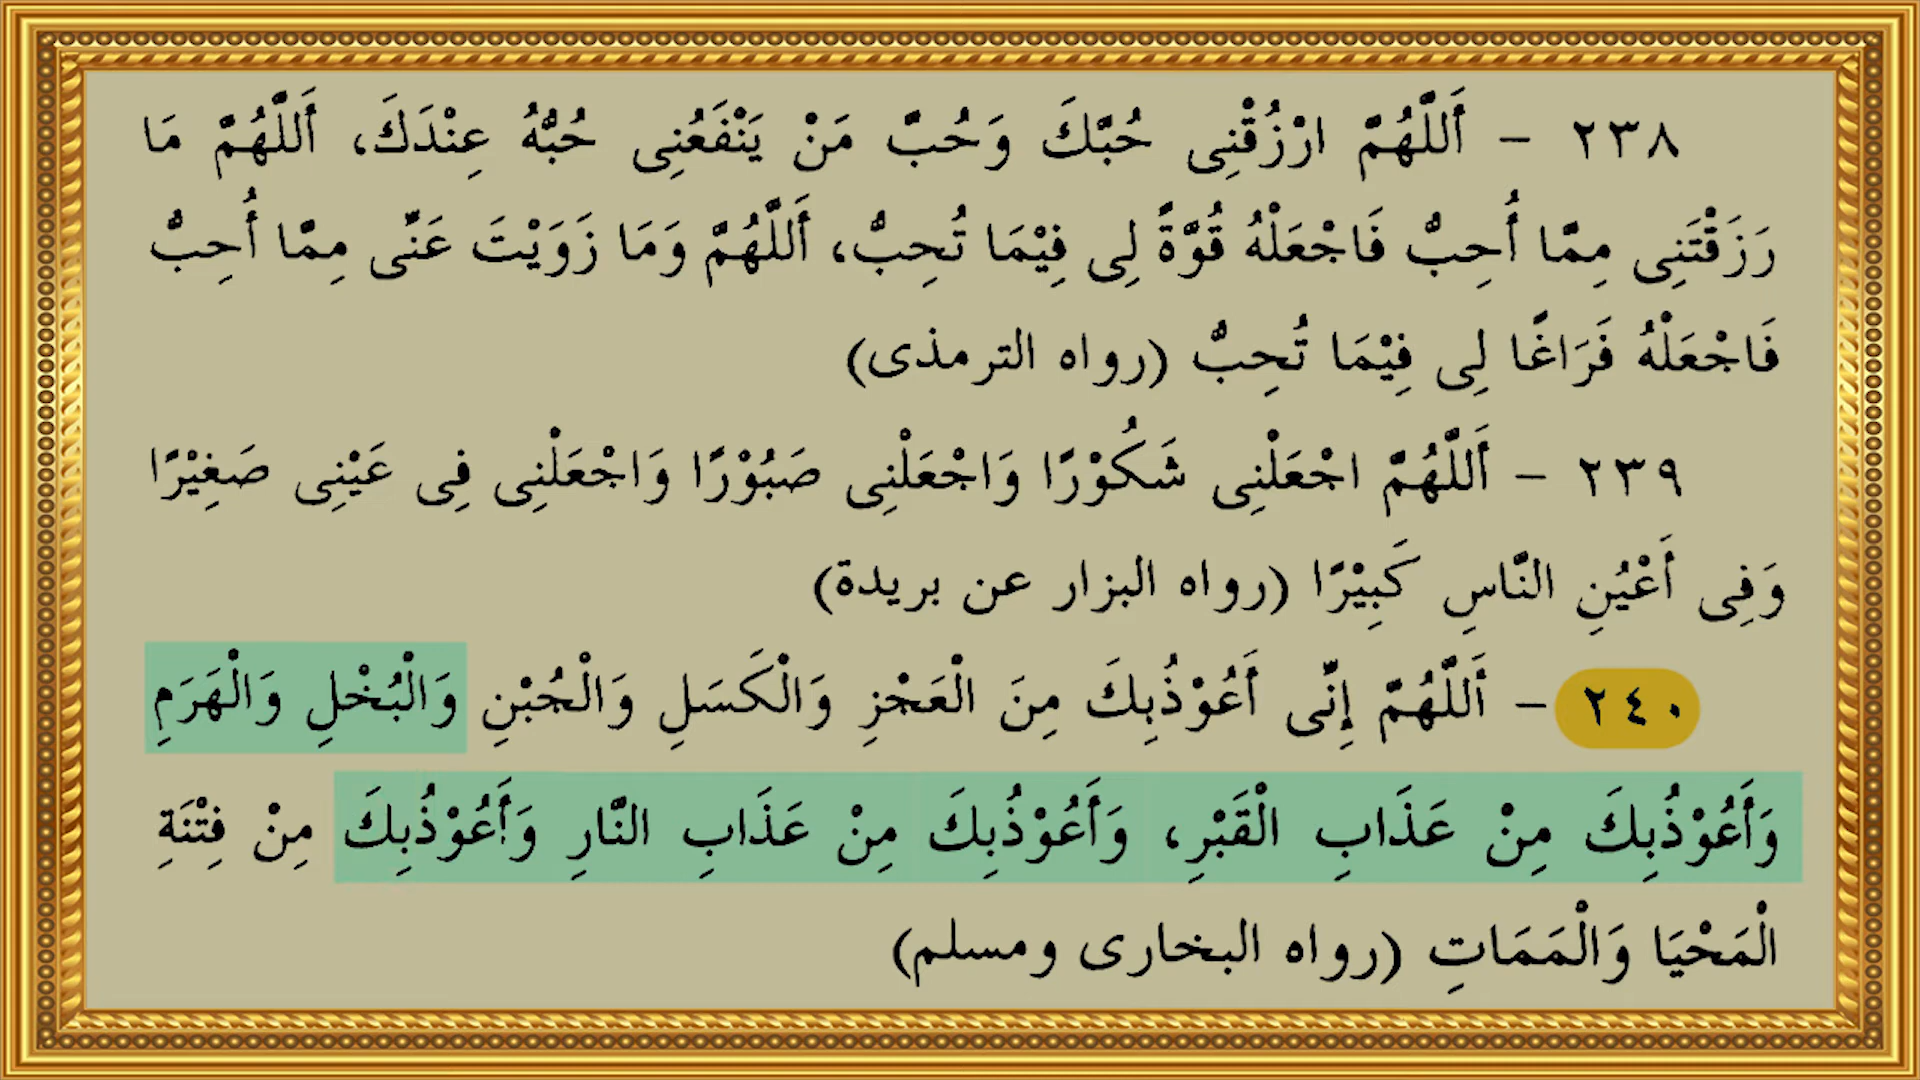 ٢٣٨ - أَللّٰهُمَّ ارْزُقْنِى حُبَّكَ وَحُبَّ مَنْ يَنْفَعُنِى حُبُّهُ عِنْدَكَ، أَللّٰهُمَّ مَا
رَزَقْتَنِى مِمَّا أُحِبُّ فَاجْعَلْهُ قُوَّةً لِى فِيْمَا تُحِبُّ، أَللّٰهُمَّ وَمَا زَوَيْتَ عَنِّى مِمَّا أُحِبُّ
فَاجْعَلْهُ فَرَاغًا لِى فِيْمَا تُحِبُّ (رواه الترمذى)
٢٣٩ - أَللّٰهُمَّ اجْعَلْنِى شَكُوْرًا وَاجْعَلْنِى صَبُوْرًا وَاجْعَلْنِى فِى عَيْنِى صَغِيْرًا
وَفِى أَعْيُنِ النَّاسِ كَبِيْرًا (رواه البزار عن بريدة)
٢٤٠ - أَللّٰهُمَّ إِنِّى أَعُوْذُبِكَ مِنَ الْعَجْزِ وَالْكَسَلِ وَالْجُبْنِ وَالْبُخْلِ وَالْهَرَمِ
وَأَعُوْذُبِكَ مِنْ عَذَابِ الْقَبْرِ، وَأَعُوْذُبِكَ مِنْ عَذَابِ النَّارِ وَأَعُوْذُبِكَ مِنْ فِتْنَةِ
الْمَحْيَا وَالْمَمَاتِ (رواه البخارى ومسلم)